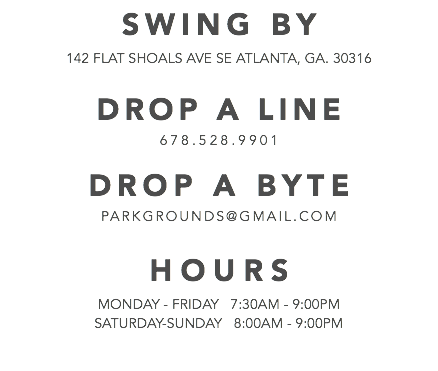 SWING BY
142 FLAT SHOALS AVE SE ATLANTA, GA. 30316
DROP A LINE
678.528.9901
DROP A BYTE
PARKGROUNDS@GMAIL.COM
HOURS
MONDAY - FRIDAY 7:30AM - 9:00PM
SATURDAY-SUNDAY 8:00AM - 9:00PM